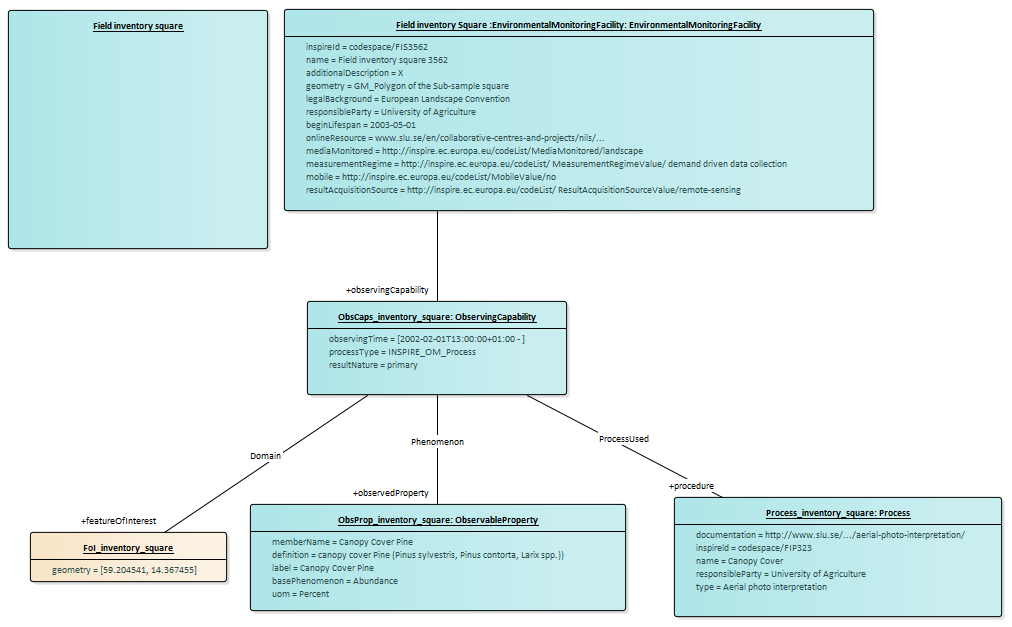 Field inventory square
Field inventory Square :EnvironmentalMonitoringFacility: EnvironmentalMonitoringFacility
inspireId = codespace/FIS3562
name = Field inventory square 3562
additionalDescription = X
geometry = GM_Polygon of the Sub-sample square
legalBackground = European Landscape Convention
responsibleParty = University of Agriculture
beginLifespan = 2003-05-01
onlineResource = www.slu.se/en/collaborative-centres-and-projects/nils/...
mediaMonitored = http://inspire.ec.europa.eu/codeList/MediaMonitored/landscape
measurementRegime = http://inspire.ec.europa.eu/codeList/ MeasurementRegimeValue/ demand driven data collection
mobile = http://inspire.ec.europa.eu/codeList/MobileValue/no
resultAcquisitionSource = http://inspire.ec.europa.eu/codeList/ ResultAcquisitionSourceValue/remote-sensing
+observingCapability
ObsCaps_inventory_square: ObservingCapability
observingTime = [2002-02-01T13:00:00+01:00 - ]
processType = INSPIRE_OM_Process
resultNature = primary
Domain
Phenomenon
ProcessUsed
+featureOfInterest
+observedProperty
+procedure
FoI_inventory_square
geometry = [59.204541, 14.367455]
ObsProp_inventory_square: ObservableProperty
memberName = Canopy Cover Pine
definition = canopy cover Pine (Pinus sylvestris, Pinus contorta, Larix spp.))
label = Canopy Cover Pine
basePhenomenon = Abundance
uom = Percent
Process_inventory_square: Process
documentation = http://www.slu.se/.../aerial-photo-interpretation/
inspireId = codespace/FIP323
name = Canopy Cover
responsibleParty = University of Agriculture
type = Aerial photo interpretation